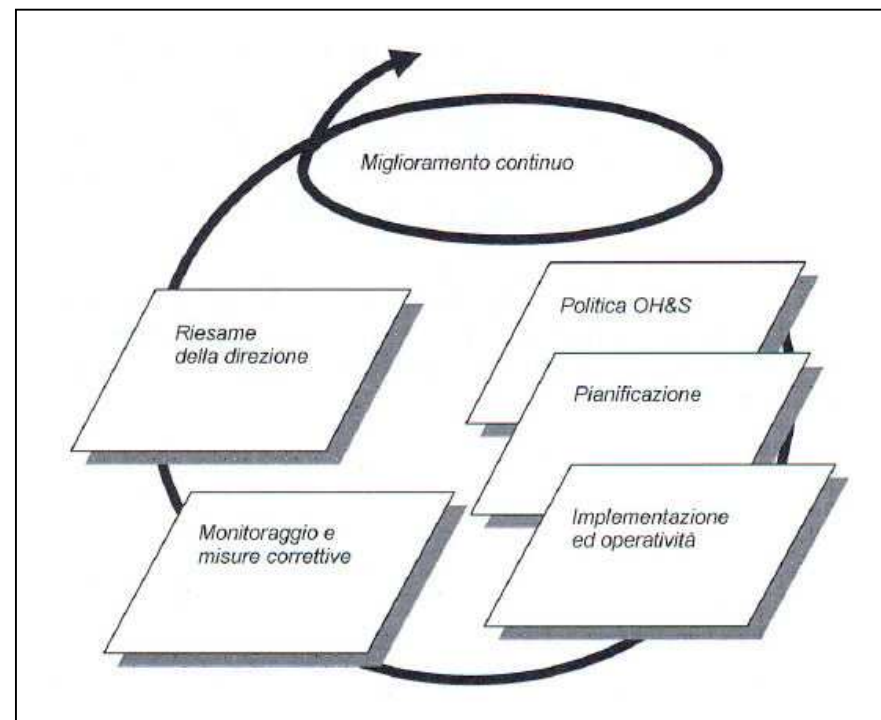 Miglioramento continuo
Politica OH&S
Pianificazione
Implementazione
ed operatività
Monitoraggio e
misure correttive
Riesame
della direzione